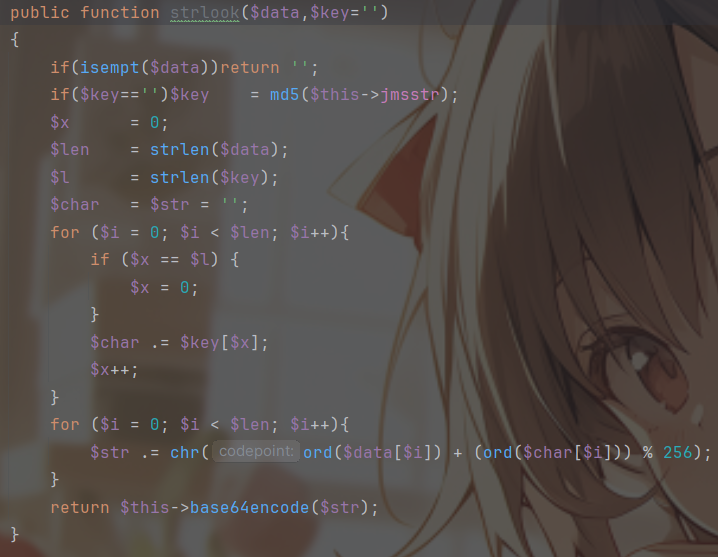 public function strlook($data,$key='')
{
    if(isempt($data))return '';
    if($key=='')$key    = md5($this->jmsstr);
    $x      = 0;
    $len    = strlen($data);
    $l      = strlen($key);
    $char   = $str = '';
    for ($i = 0; $i < $len; $i++){
        if ($x == $l) {
            $x = 0;
        }
        $char .= $key[$x];
        $x++;
    }
    for ($i = 0; $i < $len; $i++){
        $str .= chr( codepoint: ord($data[$i]) + (ord($char[$i])) % 256);
    }
    return $this->base64encode($str);
}